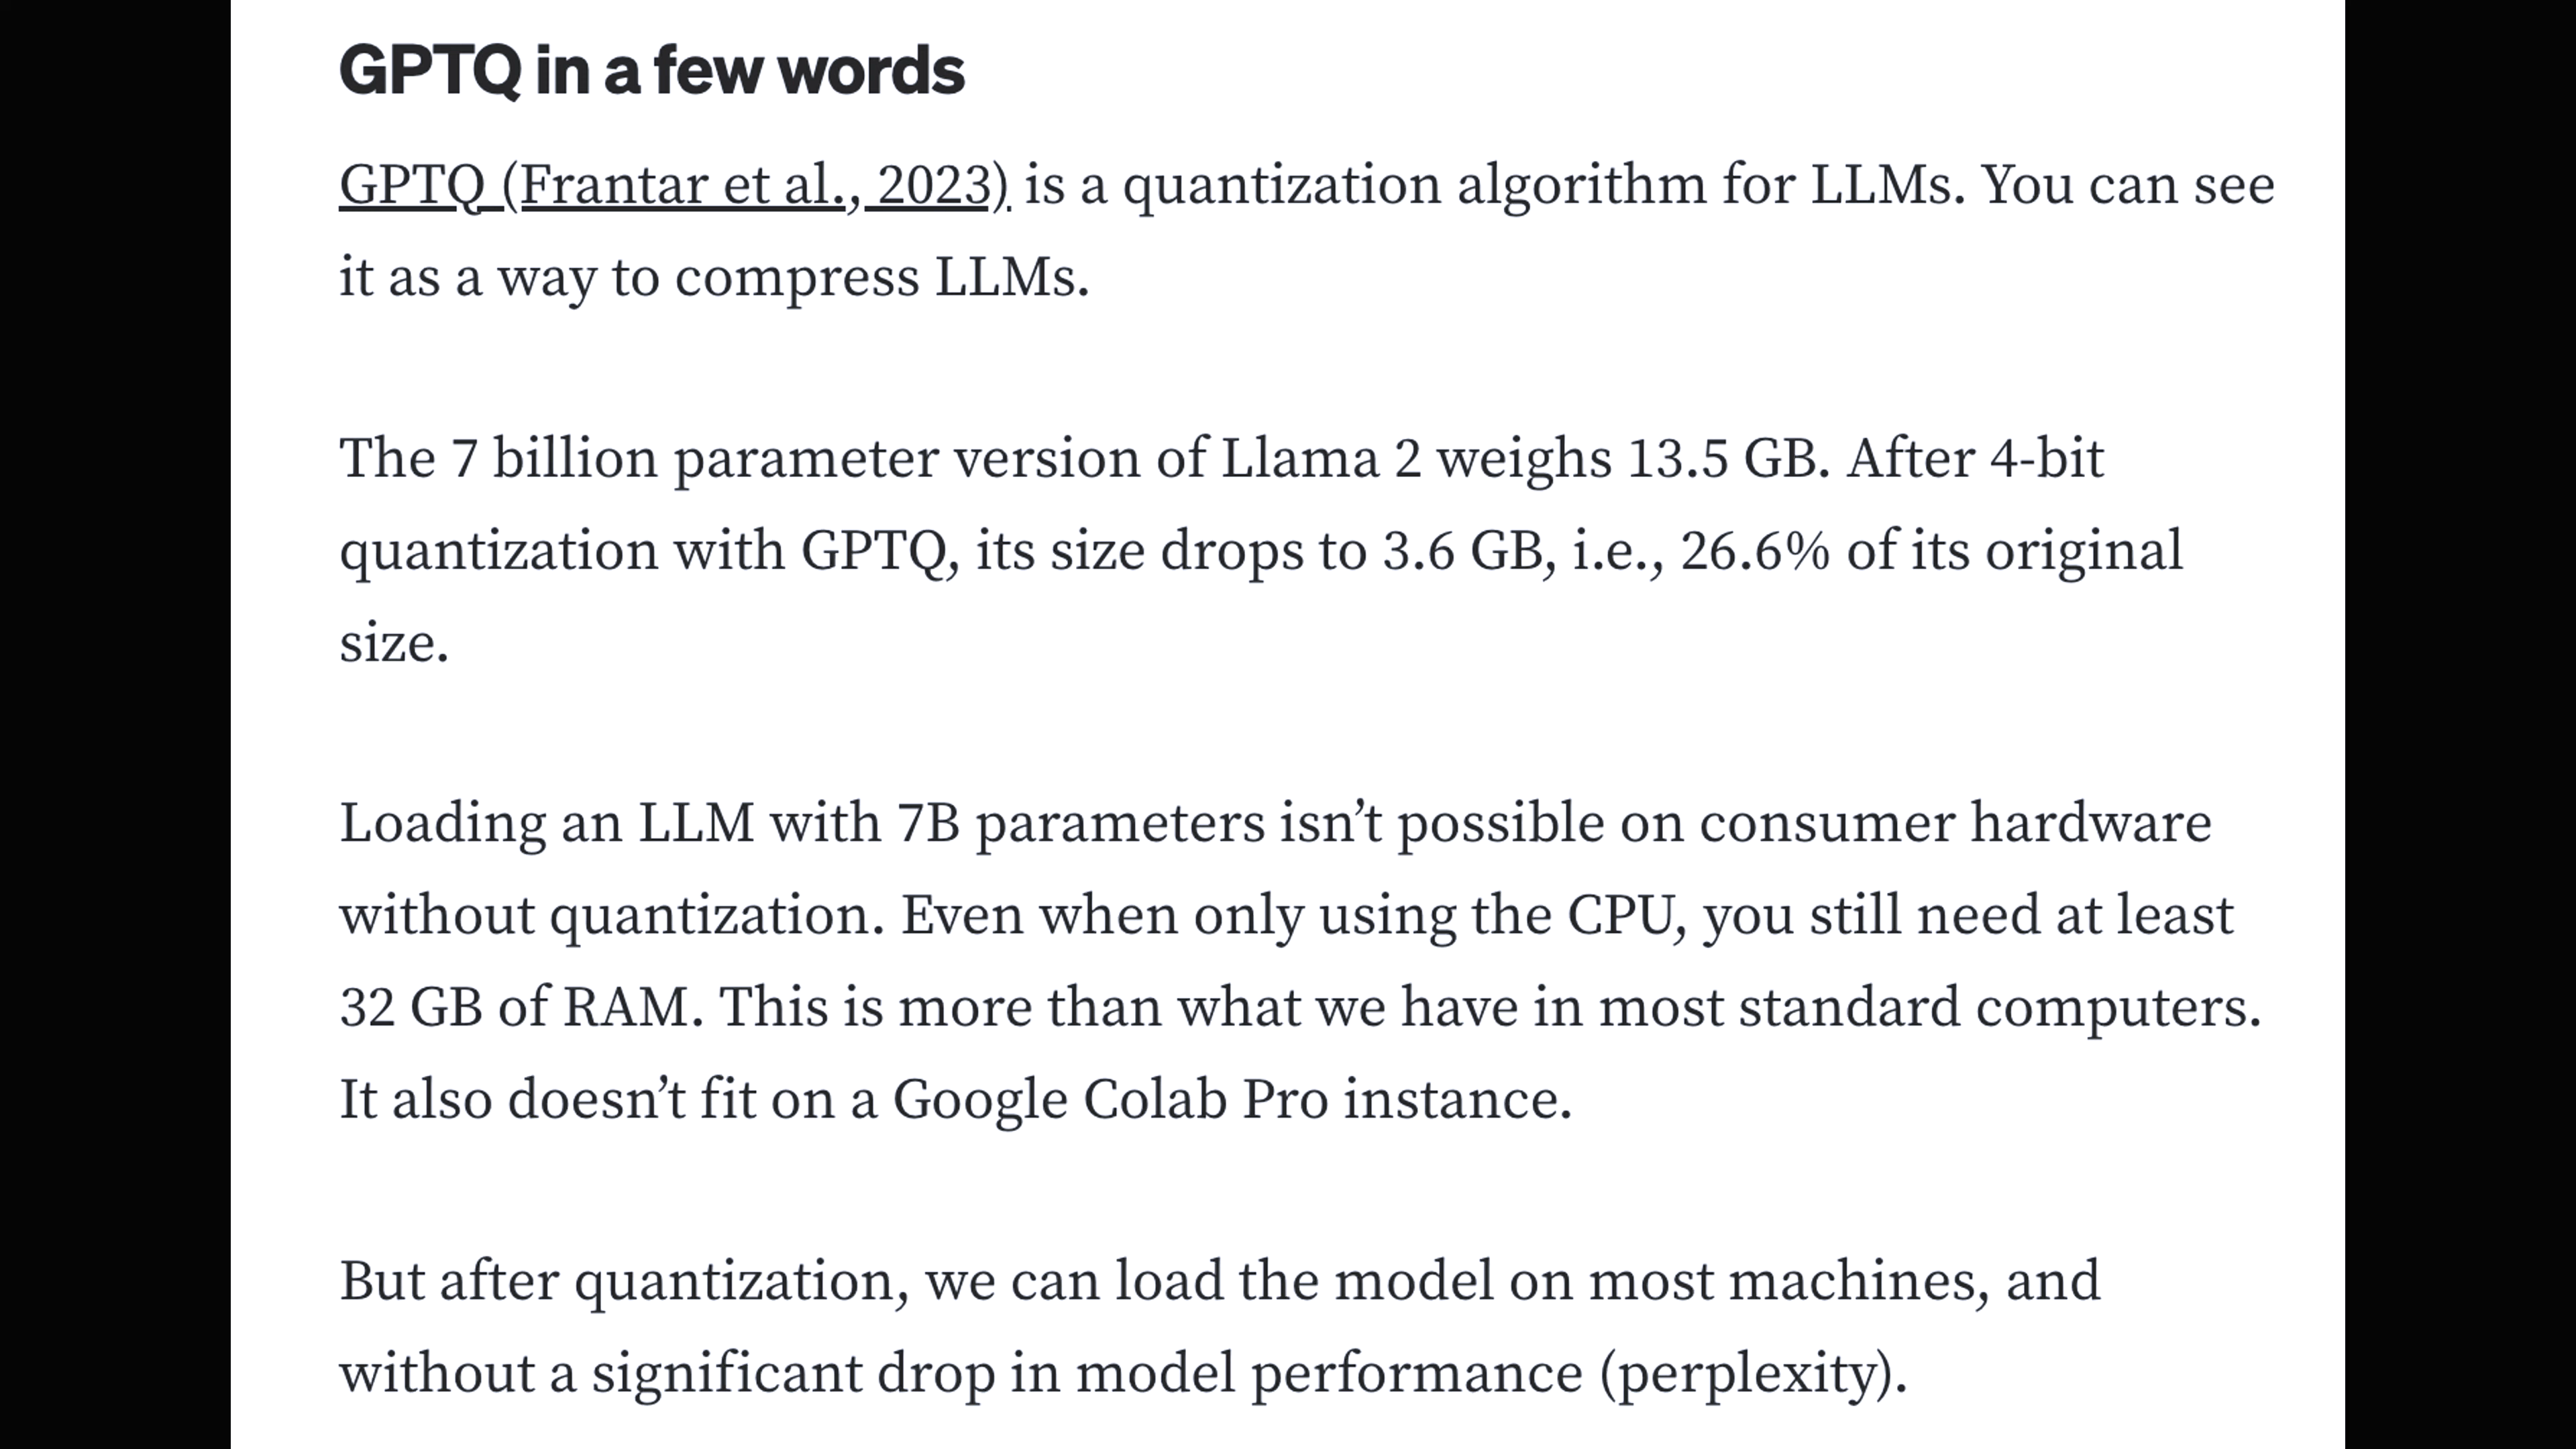 GPTQ in a few words
GPTQ (Frantar et al., 2023) is a quantization algorithm for LLMs. You can see
it as a way to compress LLMs.
The 7 billion parameter version of Llama 2 weighs 13.5 GB. After 4-bit
quantization with GPTQ, its size drops to 3.6 GB, i.e., 26.6% of its original
size.
Loading an LLM with 7B parameters isn’t possible on consumer hardware
without quantization. Even when only using the CPU, you still need at least
32 GB of RAM. This is more than what we have in most standard computers.
It also doesn’t fit on a Google Colab Pro instance.
But after quantization, we can load the model on most machines, and
without a significant drop in model performance (perplexity).